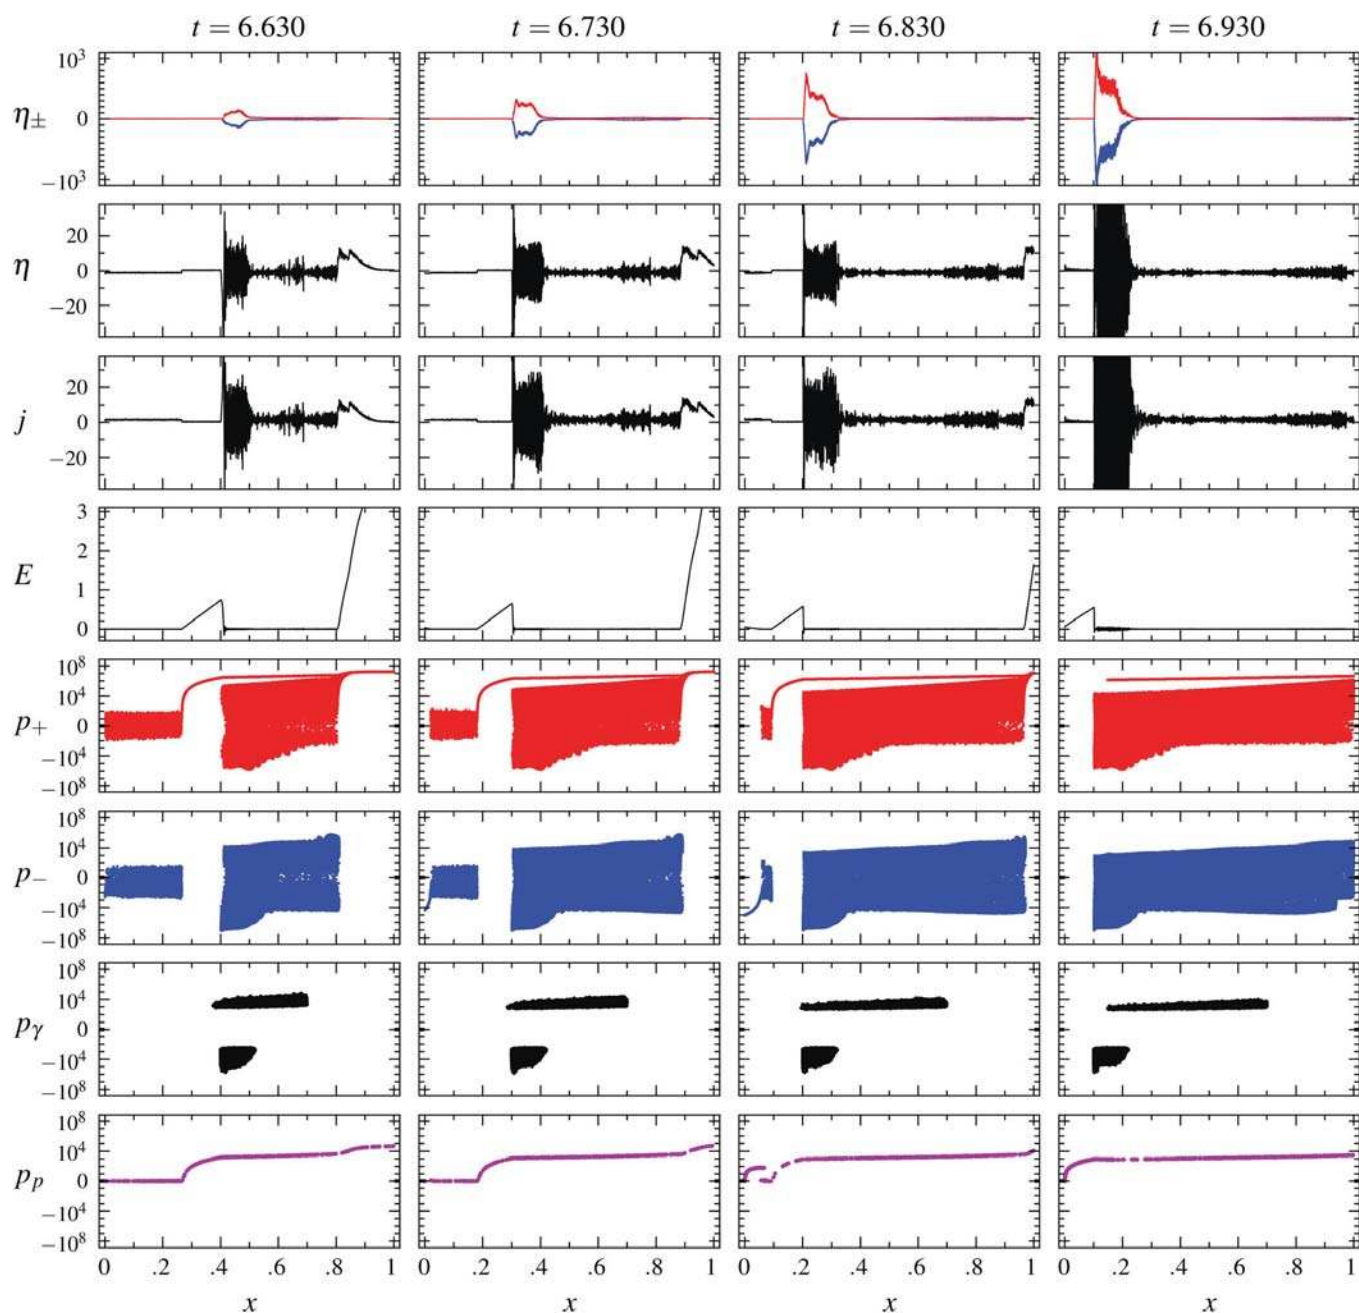 t = 6.630 t = 6.730 t = 6.830 t = 6.930
10³
η± 0
−10³
20
η 0
−20
20
j 0
−20
3
2
E 1
0
10⁸
10⁴
p₊ 0
−10⁴
−10⁸
10⁸
10⁴
p₋ 0
−10⁴
−10⁸
10⁸
10⁴
pγ 0
−10⁴
−10⁸
10⁸
10⁴
pₚ 0
−10⁴
−10⁸
0 .2 .4 .6 .8 1 0 .2 .4 .6 .8 1 0 .2 .4 .6 .8 1 0 .2 .4 .6 .8 1
x x x x